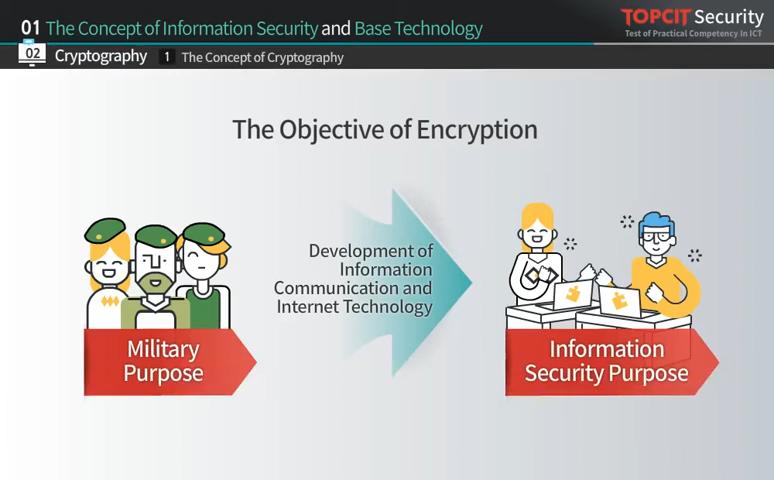 01 The Concept of Information Security and Base Technology
TOPCIT Security
Test of Practical Competency In ICT
02 Cryptography 1 The Concept of Cryptography
The Objective of Encryption
Development of
Information
Communication and
Internet Technology
Military
Purpose
Information
Security Purpose